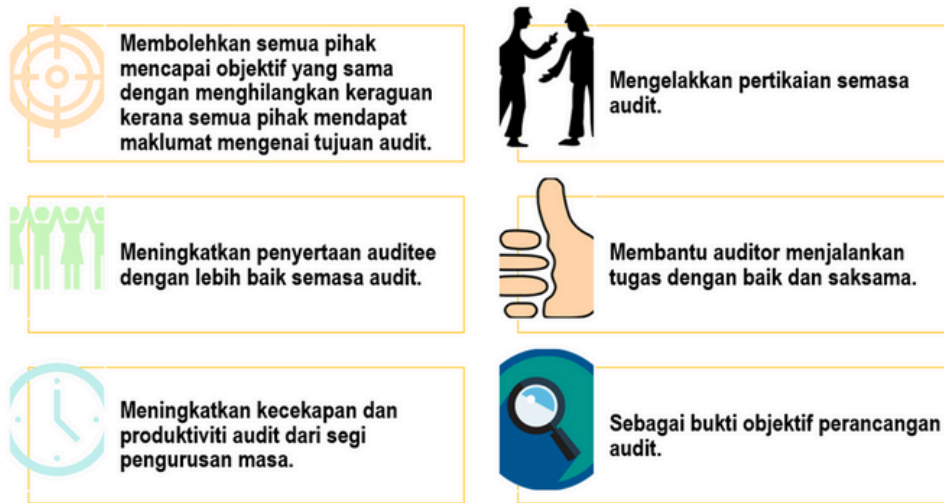 Membolehkan semua pihak
mencapai objektif yang sama
dengan menghilangkan keraguan
kerana semua pihak mendapat
maklumat mengenai tujuan audit.
Mengelakkan pertikaian semasa
audit.
Meningkatkan penyertaan auditee
dengan lebih baik semasa audit.
Membantu auditor menjalankan
tugas dengan baik dan saksama.
Meningkatkan kecekapan dan
produktiviti audit dari segi
pengurusan masa.
Sebagai bukti objektif perancangan
audit.